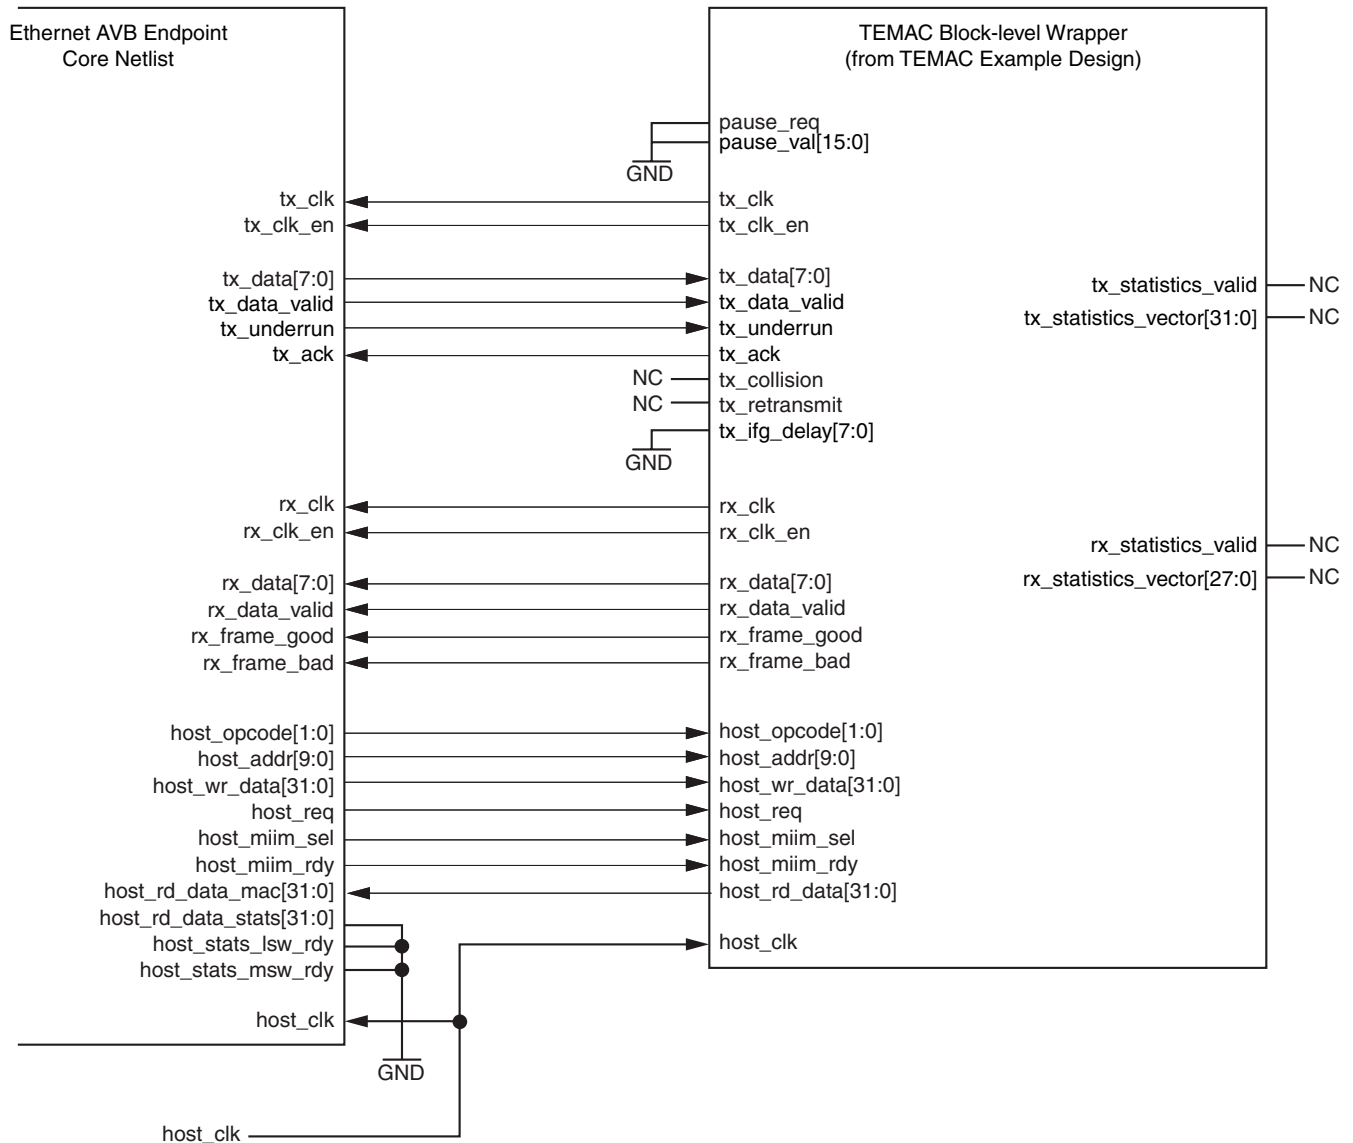 Ethernet AVB Endpoint
Core Netlist
TEMAC Block-level Wrapper
(from TEMAC Example Design)
pause_req
pause_val[15:0]
GND
tx_clk
tx_clk
tx_clk_en
tx_clk_en
tx_data[7:0]
tx_data[7:0]
tx_statistics_valid
NC
tx_data_valid
tx_data_valid
tx_statistics_vector[31:0]
NC
tx_underrun
tx_underrun
tx_ack
tx_ack
NC
tx_collision
NC
tx_retransmit
tx_ifg_delay[7:0]
GND
rx_clk
rx_clk
rx_clk_en
rx_clk_en
rx_statistics_valid
NC
rx_data[7:0]
rx_data[7:0]
rx_statistics_vector[27:0]
NC
rx_data_valid
rx_data_valid
rx_frame_good
rx_frame_good
rx_frame_bad
rx_frame_bad
host_opcode[1:0]
host_opcode[1:0]
host_addr[9:0]
host_addr[9:0]
host_wr_data[31:0]
host_wr_data[31:0]
host_req
host_req
host_miim_sel
host_miim_sel
host_miim_rdy
host_miim_rdy
host_rd_data_mac[31:0]
host_rd_data[31:0]
host_rd_data_stats[31:0]
host_stats_lsw_rdy
host_clk
host_stats_msw_rdy
host_clk
GND
host_clk